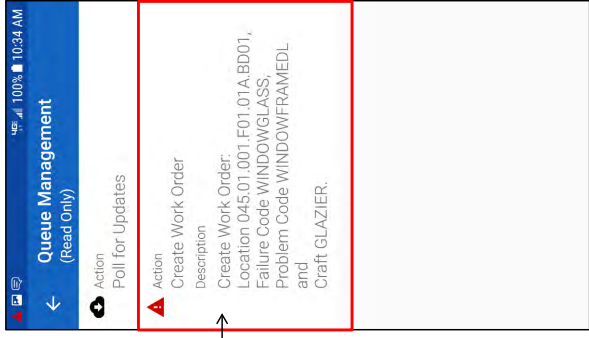 4GE 100% 10:34 AM
Queue Management
(Read Only)
Action
Poll for Updates
Action
Create Work Order
Description
Create Work Order:
Location 045.01.001.F01.01A.BD01,
Failure Code WINDOWGLASS,
Problem Code WINDOWFRAMEDL
and
Craft GLAZIER.